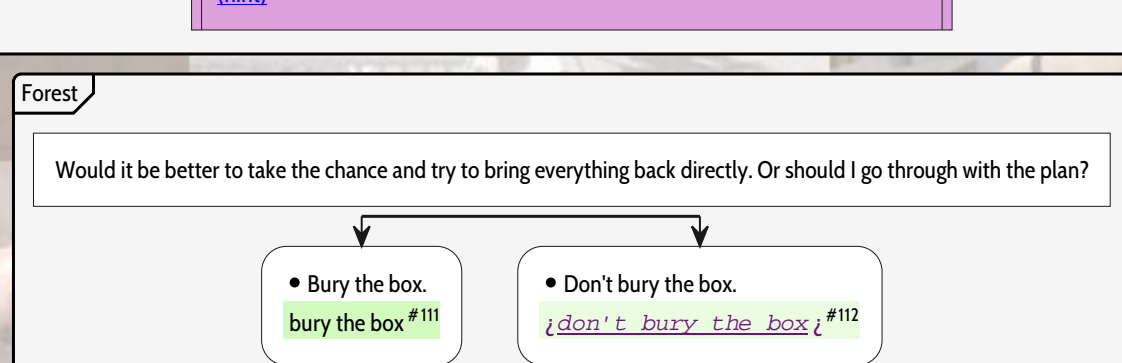 (hint)
Forest
Would it be better to take the chance and try to bring everything back directly. Or should I go through with the plan?
• Bury the box.
bury the box #111
• Don't bury the box.
¿don't bury the box¿ #112